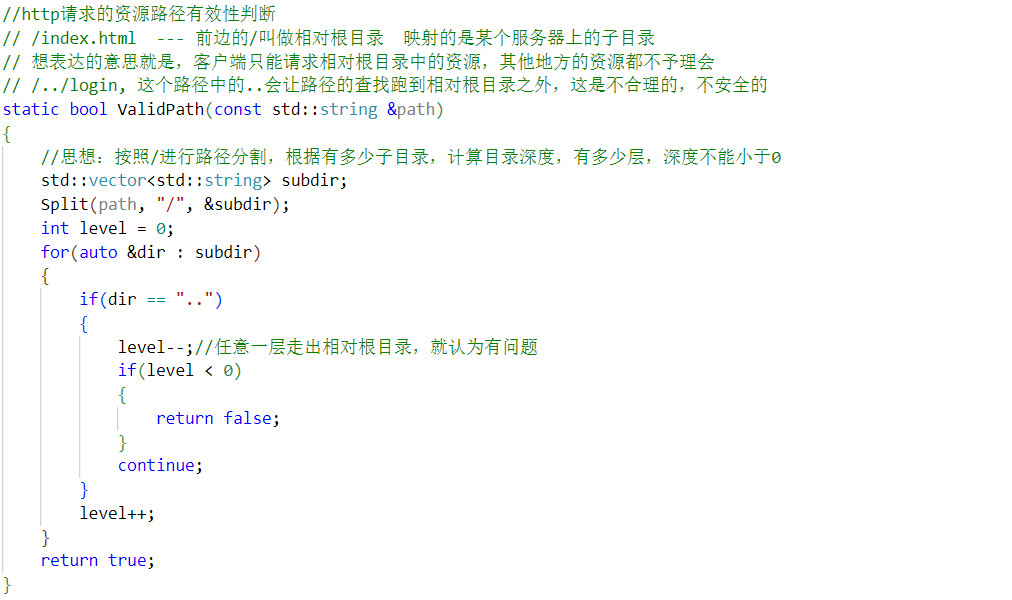 //http请求的资源路径有效性判断
// /index.html  --- 前边的/叫做相对根目录  映射的是某个服务器上的子目录
// 想表达的意思就是，客户端只能请求相对根目录中的资源，其他地方的资源都不予理会
// /../login, 这个路径中的..会让路径的查找跑到相对根目录之外，这是不合理的，不安全的
static bool ValidPath(const std::string &path)
{
    //思想：按照/进行路径分割，根据有多少子目录，计算目录深度，有多少层，深度不能小于0
    std::vector<std::string> subdir;
    Split(path, "/", &subdir);
    int level = 0;
    for(auto &dir : subdir)
    {
        if(dir == "..")
        {
            level--;//任意一层走出相对根目录，就认为有问题
            if(level < 0)
            {
                return false;
            }
            continue;
        }
        level++;
    }
    return true;
}